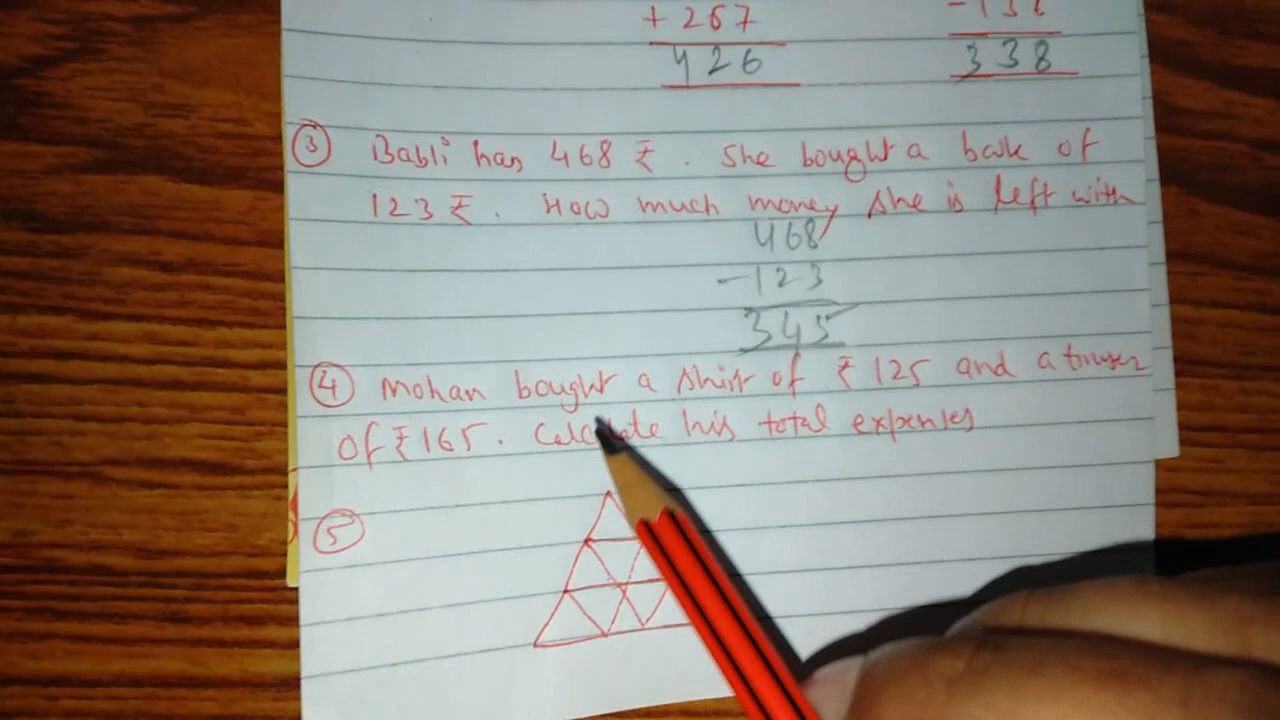 + 267
426
338
③ Babli has 468 ₹. She bought a book of
123 ₹. How much money she is left with
468
-123
345
④ Mohan bought a shirt of ₹ 125 and a trouser
of ₹ 165. Calculate his total expenses
⑤